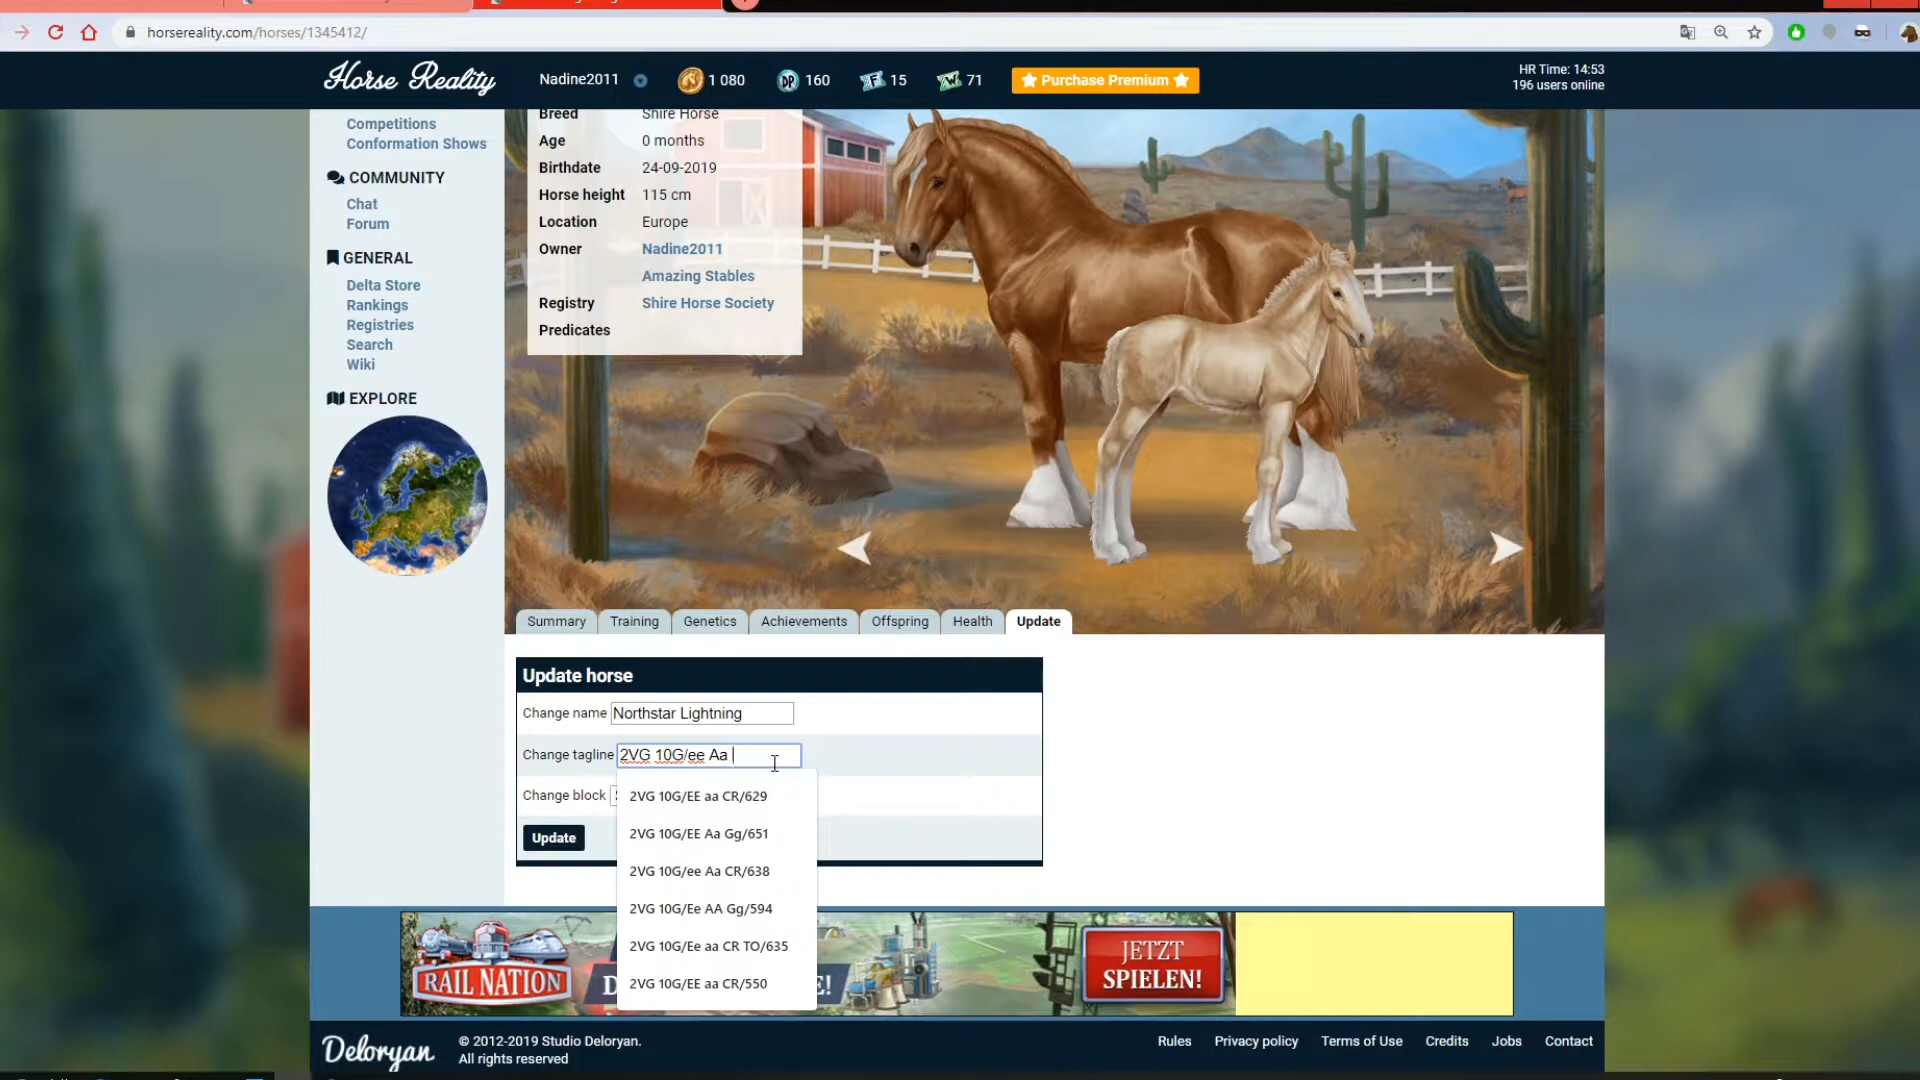 horsereality.com/horses/1345412/
Horse Reality
Nadine2011
1 080
DP 160
F 15
W 71
Purchase Premium
HR Time: 14:53
196 users online
Competitions
Conformation Shows
COMMUNITY
Chat
Forum
GENERAL
Delta Store
Rankings
Registries
Search
Wiki
EXPLORE
Breed Shire Horse
Age 0 months
Birthdate 24-09-2019
Horse height 115 cm
Location Europe
Owner Nadine2011
Amazing Stables
Registry Shire Horse Society
Predicates
Summary Training Genetics Achievements Offspring Health Update
Update horse
Change name Northstar Lightning
Change tagline 2VG 10G/ee Aa
Change block
2VG 10G/EE aa CR/629
2VG 10G/EE Aa Gg/651
2VG 10G/ee Aa CR/638
2VG 10G/Ee AA Gg/594
2VG 10G/Ee aa CR TO/635
2VG 10G/EE aa CR/550
Update
RAIL NATION
JETZT
SPIELEN!
Deloryan
© 2012-2019 Studio Deloryan.
All rights reserved
Rules Privacy policy Terms of Use Credits Jobs Contact